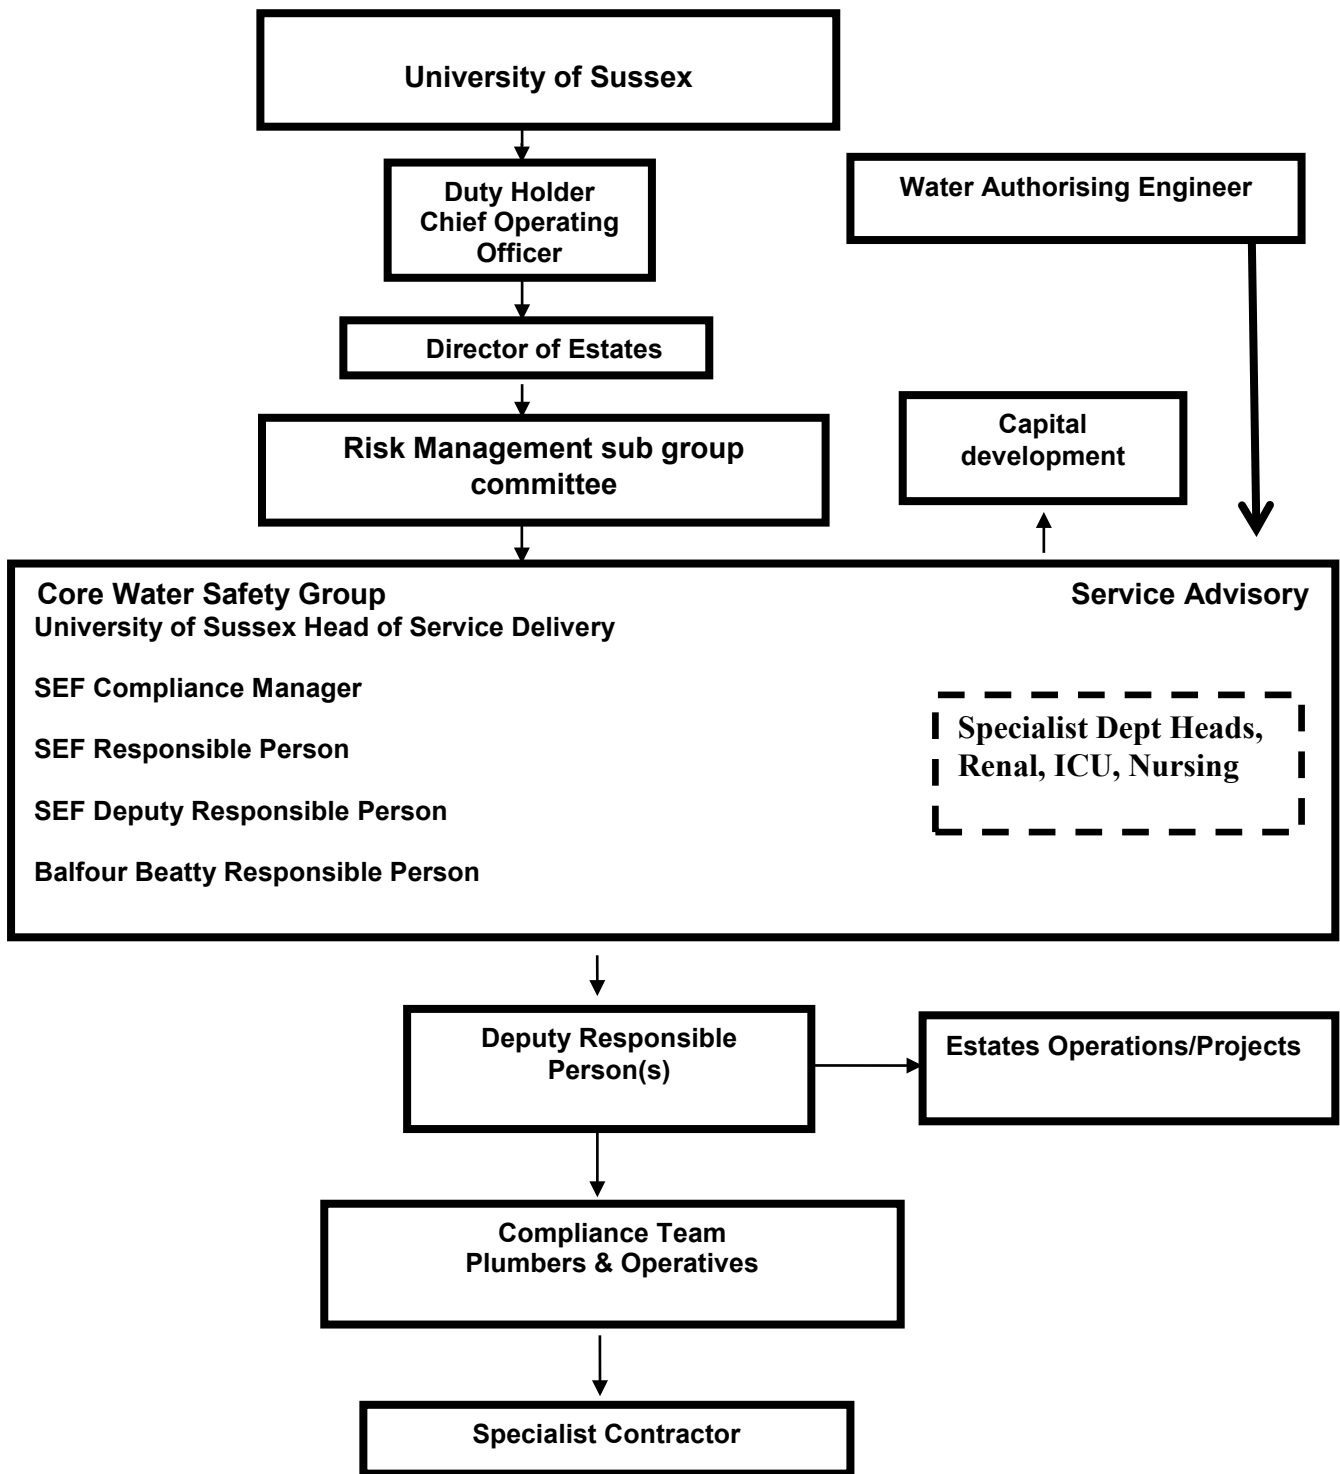 University of Sussex
Duty Holder
Chief Operating
Officer
Water Authorising Engineer
Director of Estates
Capital
development
Risk Management sub group
committee
Core Water Safety Group
Service Advisory
University of Sussex Head of Service Delivery
SEF Compliance Manager
SEF Responsible Person
SEF Deputy Responsible Person
Balfour Beatty Responsible Person
Specialist Dept Heads,
Renal, ICU, Nursing
Deputy Responsible
Person(s)
Estates Operations/Projects
Compliance Team
Plumbers & Operatives
Specialist Contractor